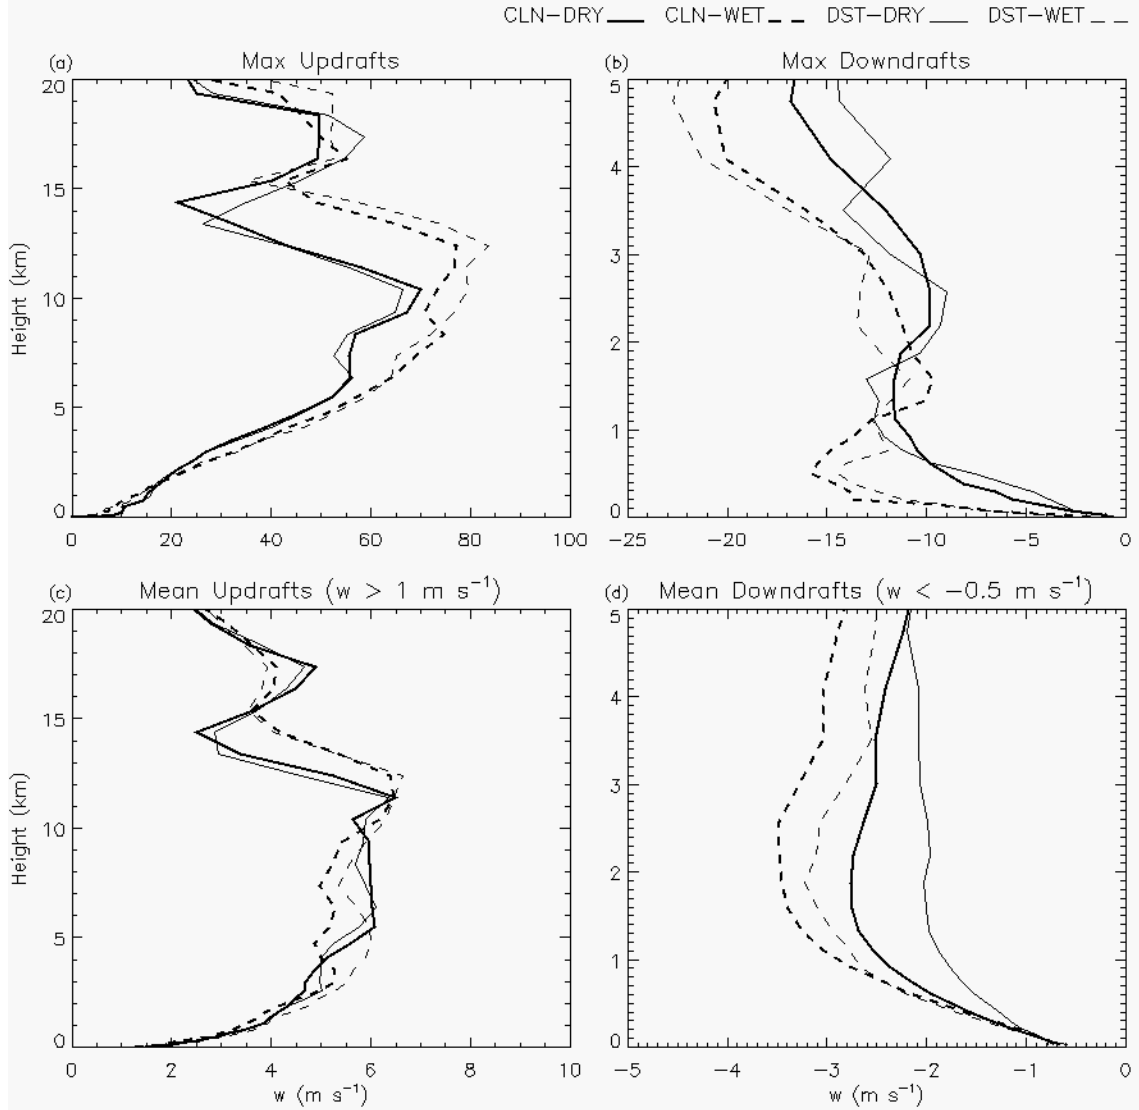 CLN−DRY CLN−WET DST−DRY DST−WET
(a) Max Updrafts
20
15
10
5
0
Height (km)
0 20 40 60 80 100
(b) Max Downdrafts
5
4
3
2
1
0
−25 −20 −15 −10 −5 0
(c) Mean Updrafts (w > 1 m s⁻¹)
20
15
10
5
0
Height (km)
0 2 4 6 8 10
w (m s⁻¹)
(d) Mean Downdrafts (w < −0.5 m s⁻¹)
5
4
3
2
1
0
−5 −4 −3 −2 −1 0
w (m s⁻¹)